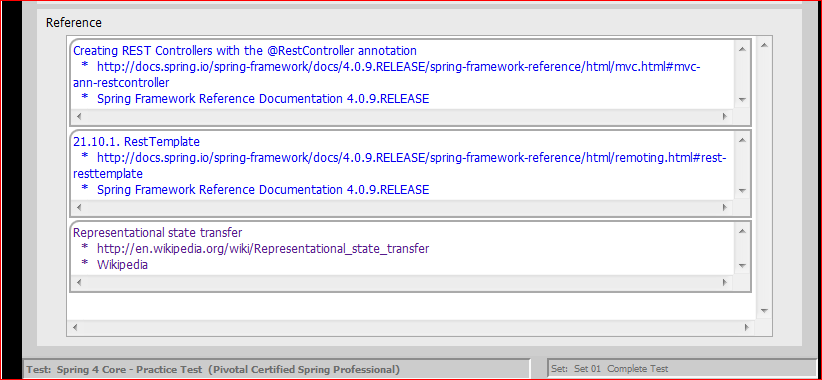 Reference
Creating REST Controllers with the @RestController annotation
* http://docs.spring.io/spring-framework/docs/4.0.9.RELEASE/spring-framework-reference/html/mvc.html#mvc-
ann-restcontroller
* Spring Framework Reference Documentation 4.0.9.RELEASE
21.10.1. RestTemplate
* http://docs.spring.io/spring-framework/docs/4.0.9.RELEASE/spring-framework-reference/html/remoting.html#rest-
resttemplate
* Spring Framework Reference Documentation 4.0.9.RELEASE
Representational state transfer
* http://en.wikipedia.org/wiki/Representational_state_transfer
* Wikipedia
Test: Spring 4 Core - Practice Test (Pivotal Certified Spring Professional)
Set: Set 01 Complete Test